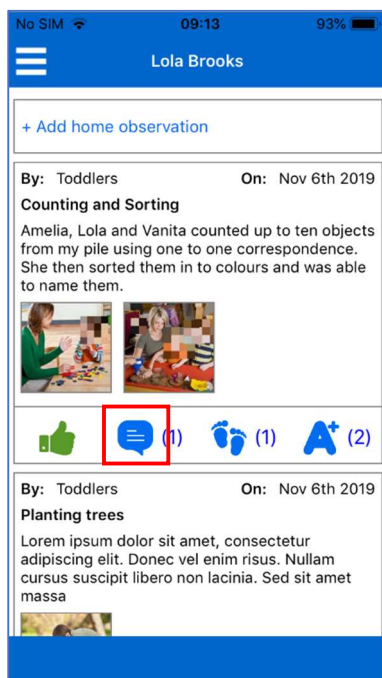 No SIM 09:13 93%
Lola Brooks
+ Add home observation
By: Toddlers On: Nov 6th 2019
Counting and Sorting
Amelia, Lola and Vanita counted up to ten objects
from my pile using one to one correspondence.
She then sorted them in to colours and was able
to name them.
(1) (1) A+ (2)
By: Toddlers On: Nov 6th 2019
Planting trees
Lorem ipsum dolor sit amet, consectetur
adipiscing elit. Donec vel enim risus. Nullam
cursus suscipit libero non lacinia. Sed sit amet
massa